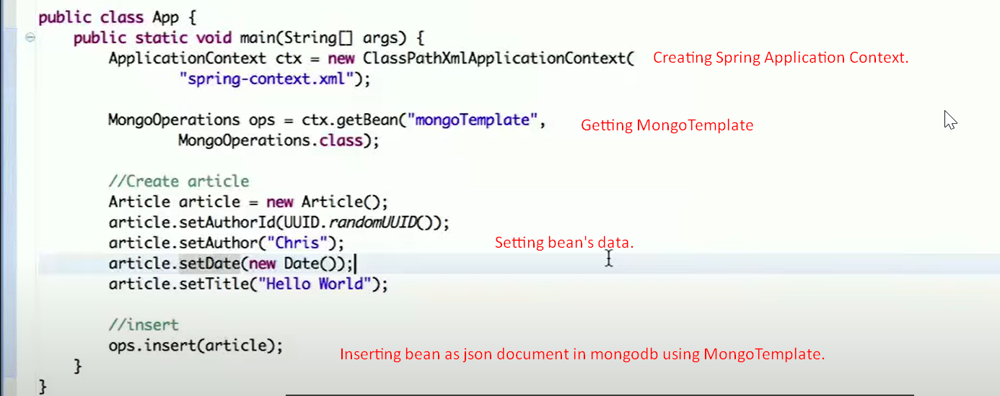 public class App {
public static void main(String[] args) {
ApplicationContext ctx = new ClassPathXmlApplicationContext( Creating Spring Application Context.
"spring-context.xml");
MongoOperations ops = ctx.getBean("mongoTemplate", Getting MongoTemplate
MongoOperations.class);
//Create article
Article article = new Article();
article.setAuthorId(UUID.randomUUID());
article.setAuthor("Chris"); Setting bean's data.
article.setDate(new Date());
article.setTitle("Hello World");
//insert
ops.insert(article);
Inserting bean as json document in mongodb using MongoTemplate.
}
}